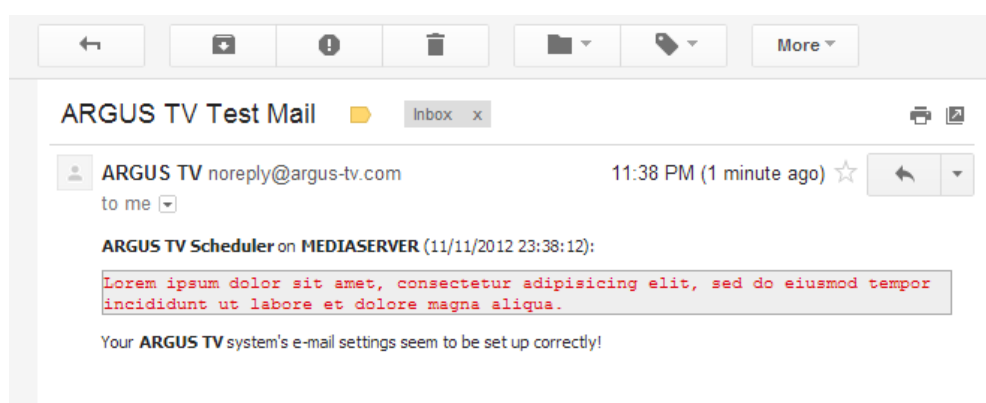 More
ARGUS TV Test Mail Inbox x
ARGUS TV noreply@argus-tv.com 11:38 PM (1 minute ago)
to me
ARGUS TV Scheduler on MEDIASERVER (11/11/2012 23:38:12):
Lorem ipsum dolor sit amet, consectetur adipisicing elit, sed do eiusmod tempor
incididunt ut labore et dolore magna aliqua.
Your ARGUS TV system's e-mail settings seem to be set up correctly!